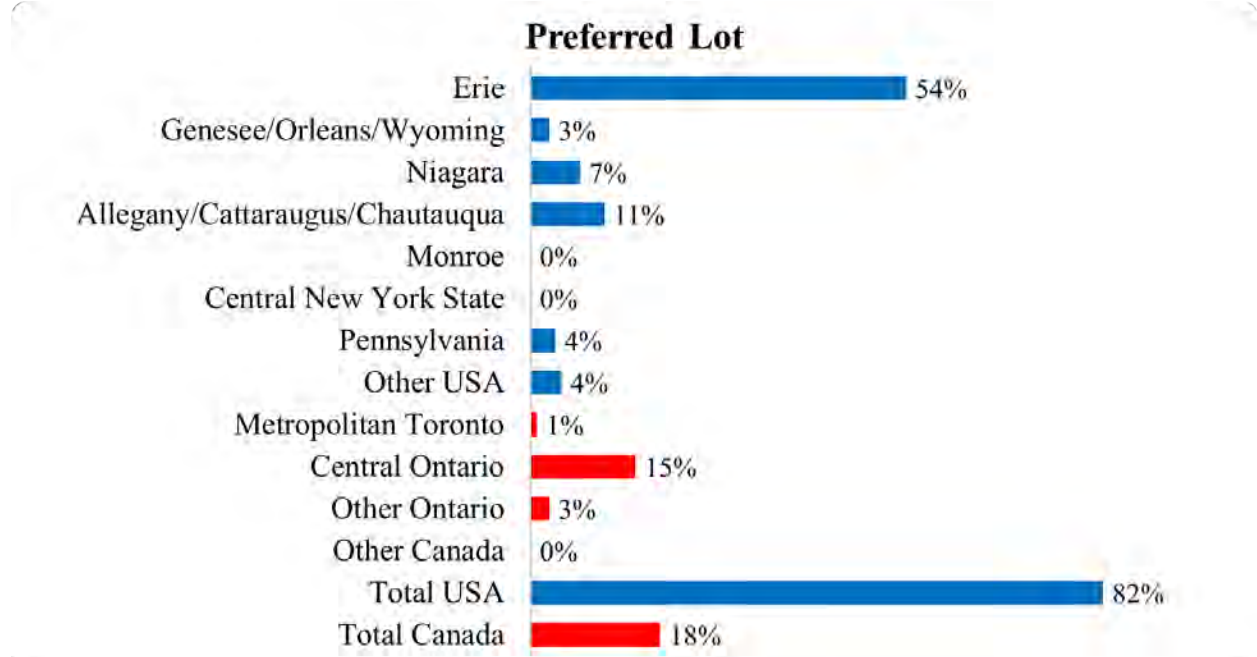 Preferred Lot
Erie 54%
Genesee/Orleans/Wyoming 3%
Niagara 7%
Allegany/Cattaraugus/Chautauqua 11%
Monroe 0%
Central New York State 0%
Pennsylvania 4%
Other USA 4%
Metropolitan Toronto 1%
Central Ontario 15%
Other Ontario 3%
Other Canada 0%
Total USA 82%
Total Canada 18%